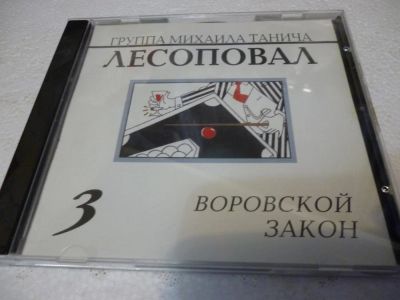 ГРУППА МИХАИЛА ТАНИЧА
ЛЕСОПОВАЛ
3
ВОРОВСКОЙ
ЗАКОН